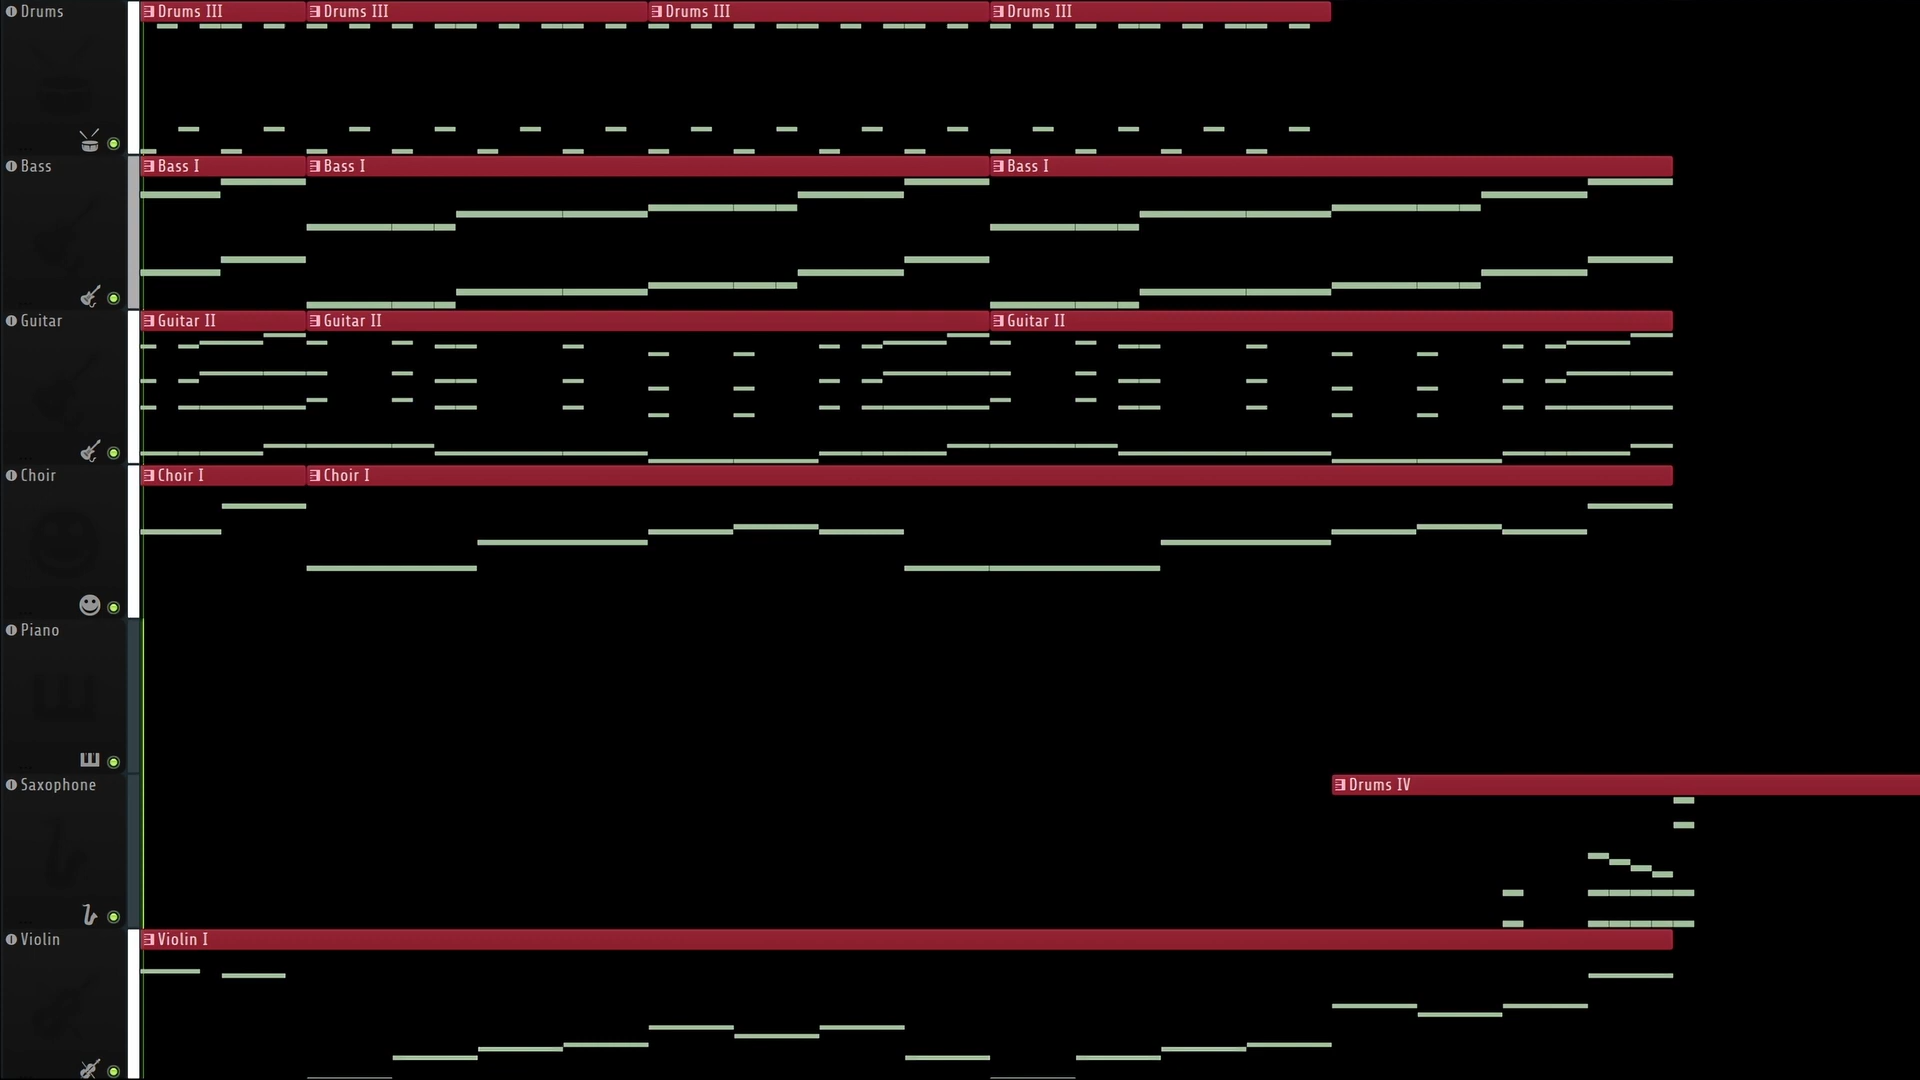 Drums
Drums III Drums III Drums III Drums III
Bass
Bass I Bass I Bass I
Guitar
Guitar II Guitar II Guitar II
Choir
Choir I Choir I
Piano
Saxophone
Drums IV
Violin
Violin I